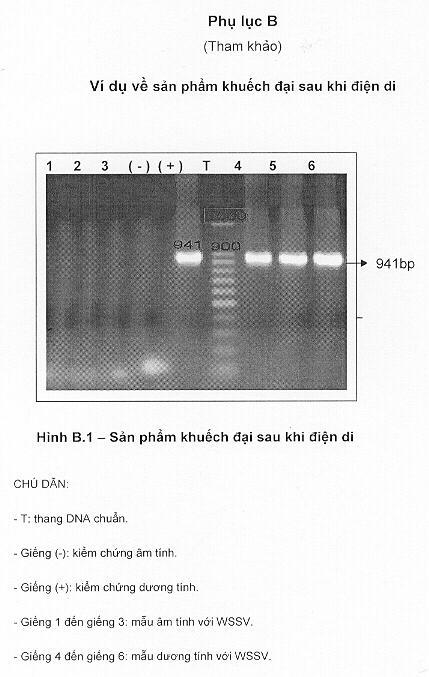 Phụ lục B
(Tham khảo)
Ví dụ về sản phẩm khuếch đại sau khi điện di
1 2 3 (-) (+) T 4 5 6
941 900
941bp
Hình B.1 – Sản phẩm khuếch đại sau khi điện di
CHÚ DẪN:
- T: thang DNA chuẩn.
- Giếng (-): kiểm chứng âm tính.
- Giếng (+): kiểm chứng dương tính.
- Giếng 1 đến giếng 3: mẫu âm tính với WSSV.
- Giếng 4 đến giếng 6: mẫu dương tính với WSSV.